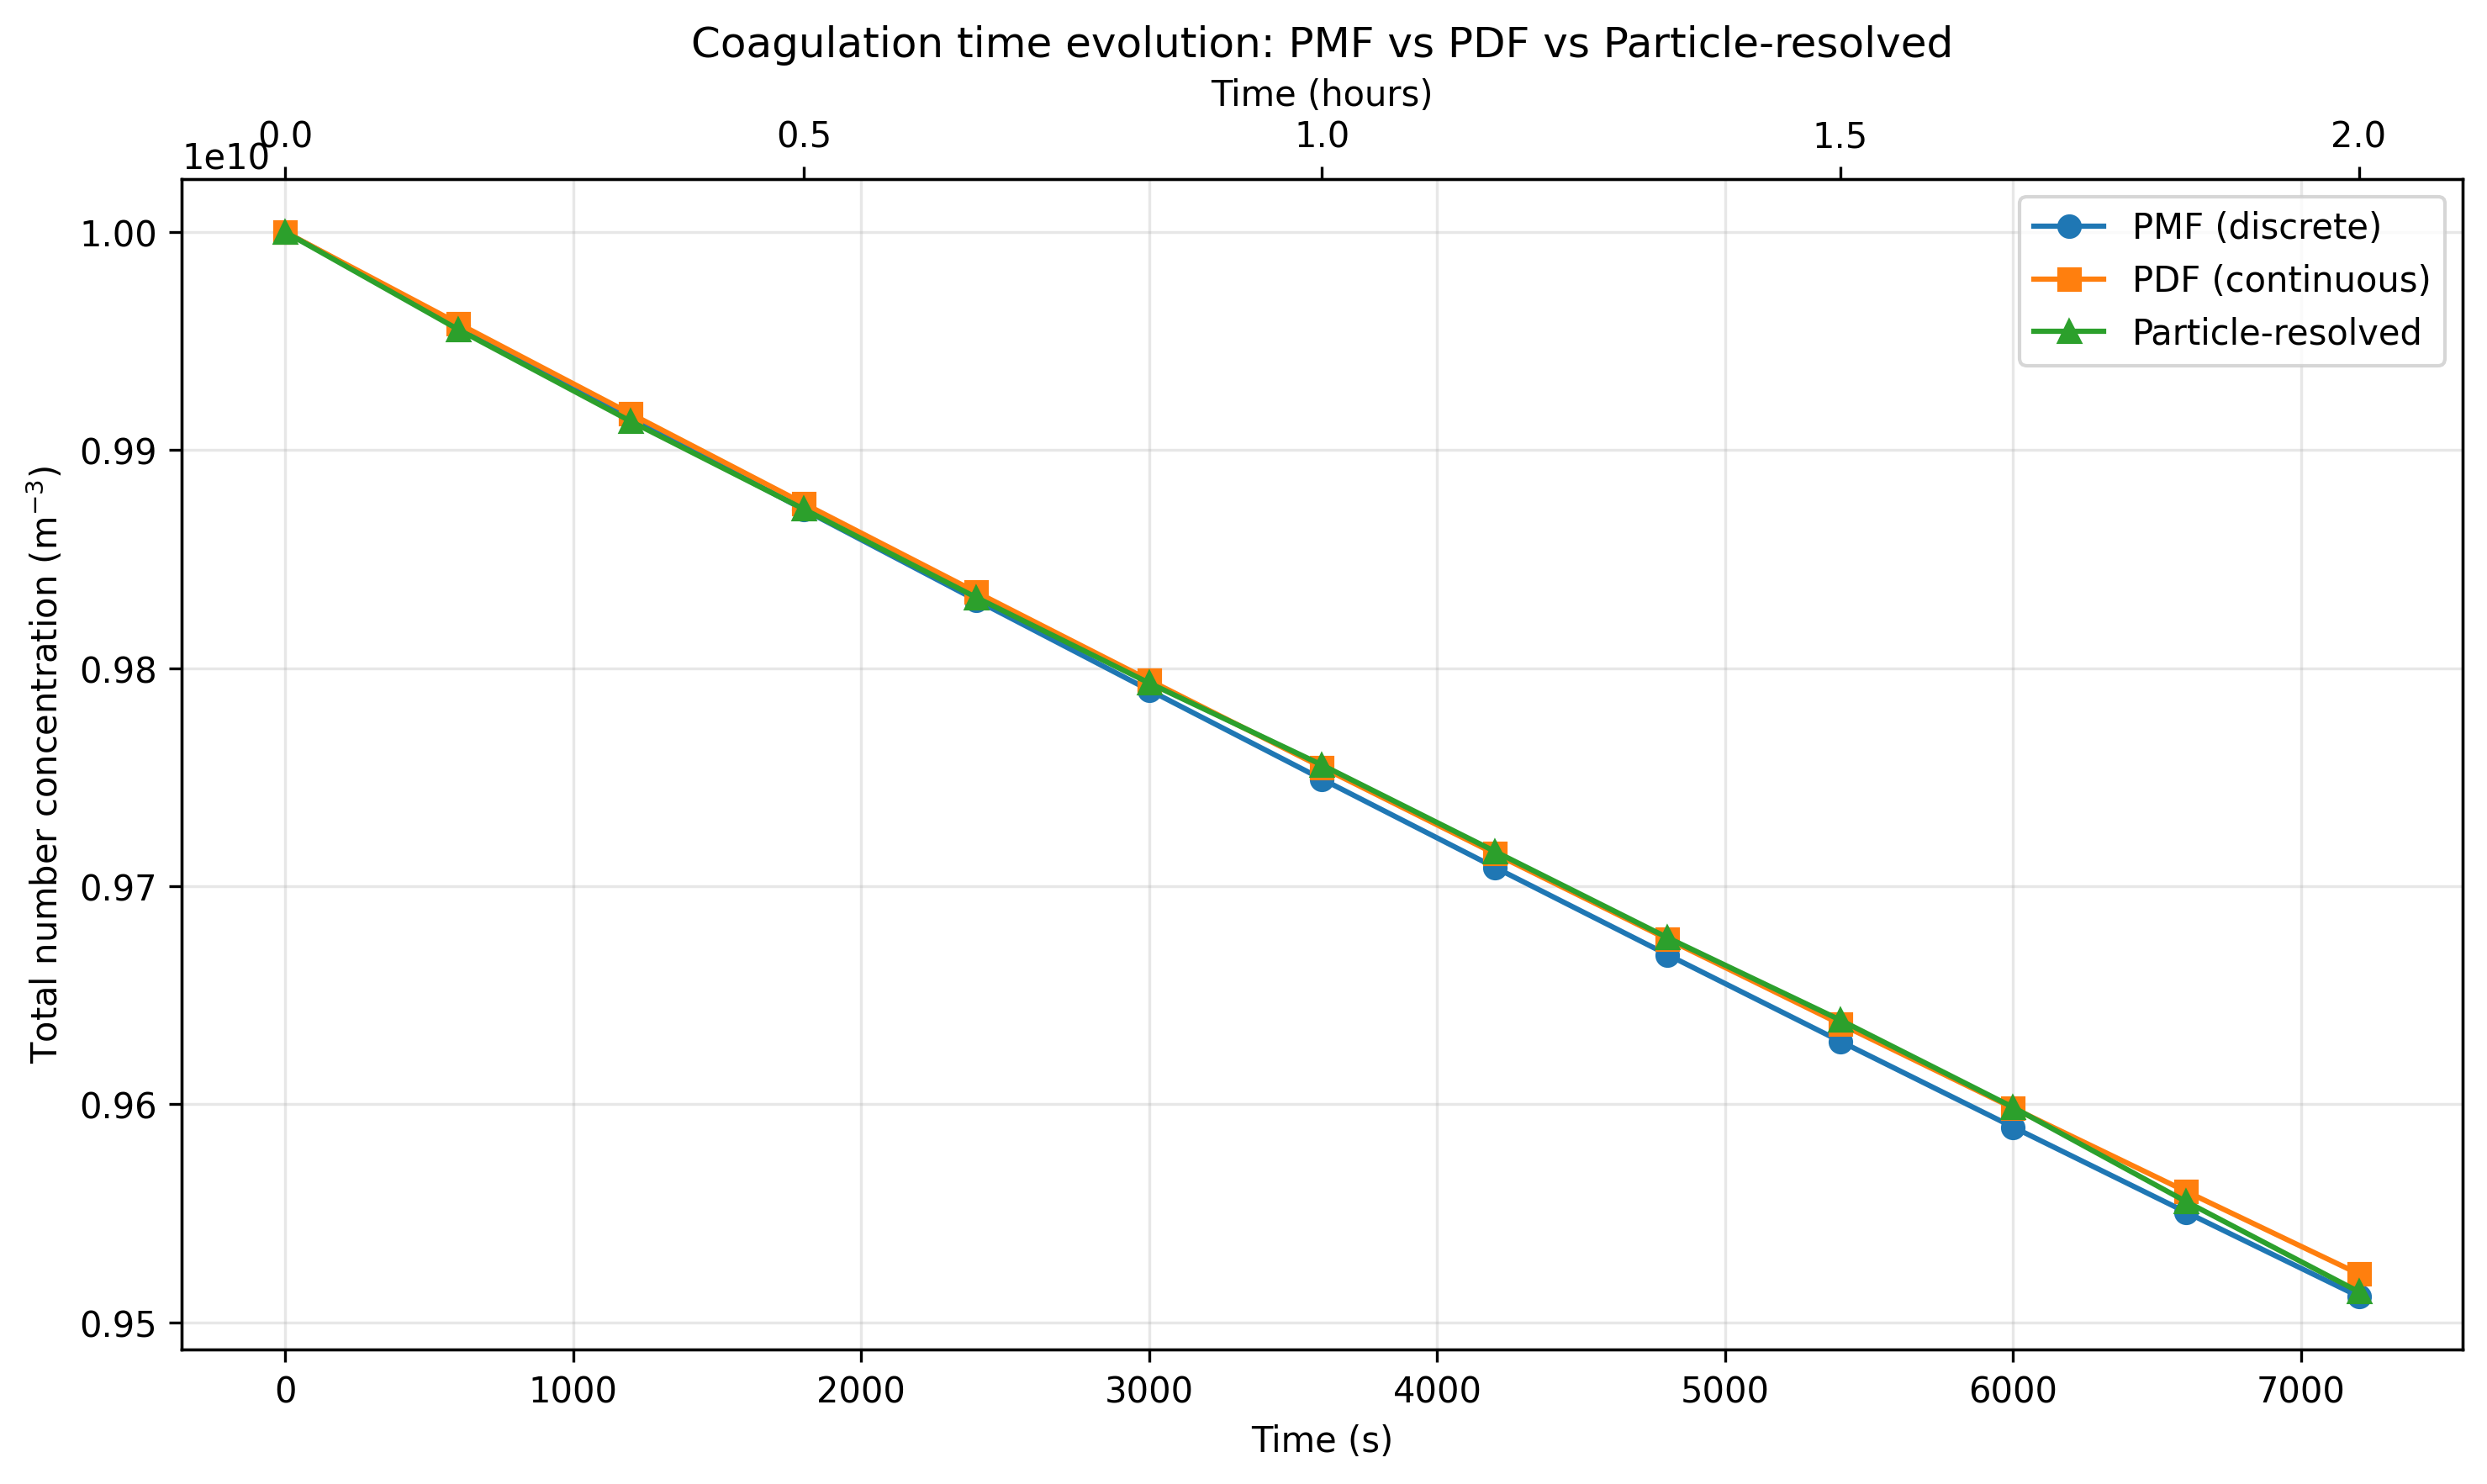 Coagulation time evolution: PMF vs PDF vs Particle-resolved
Time (hours)
0.0 0.5 1.0 1.5 2.0
1e10
PMF (discrete)
PDF (continuous)
Particle-resolved
Total number concentration (m⁻³)
1.00
0.99
0.98
0.97
0.96
0.95
0 1000 2000 3000 4000 5000 6000 7000
Time (s)